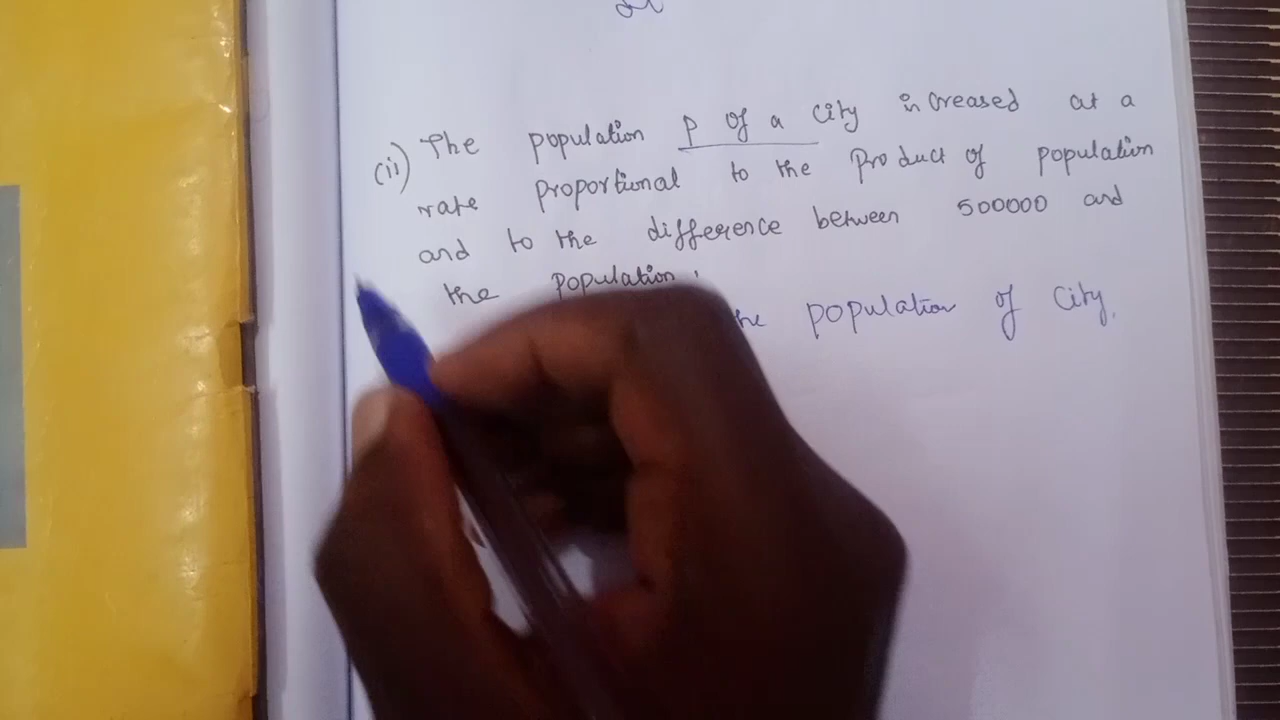 (ii) The population P of a city increased at a
rate proportional to the product of population
and to the difference between 500000 and
the population.
the population of city.